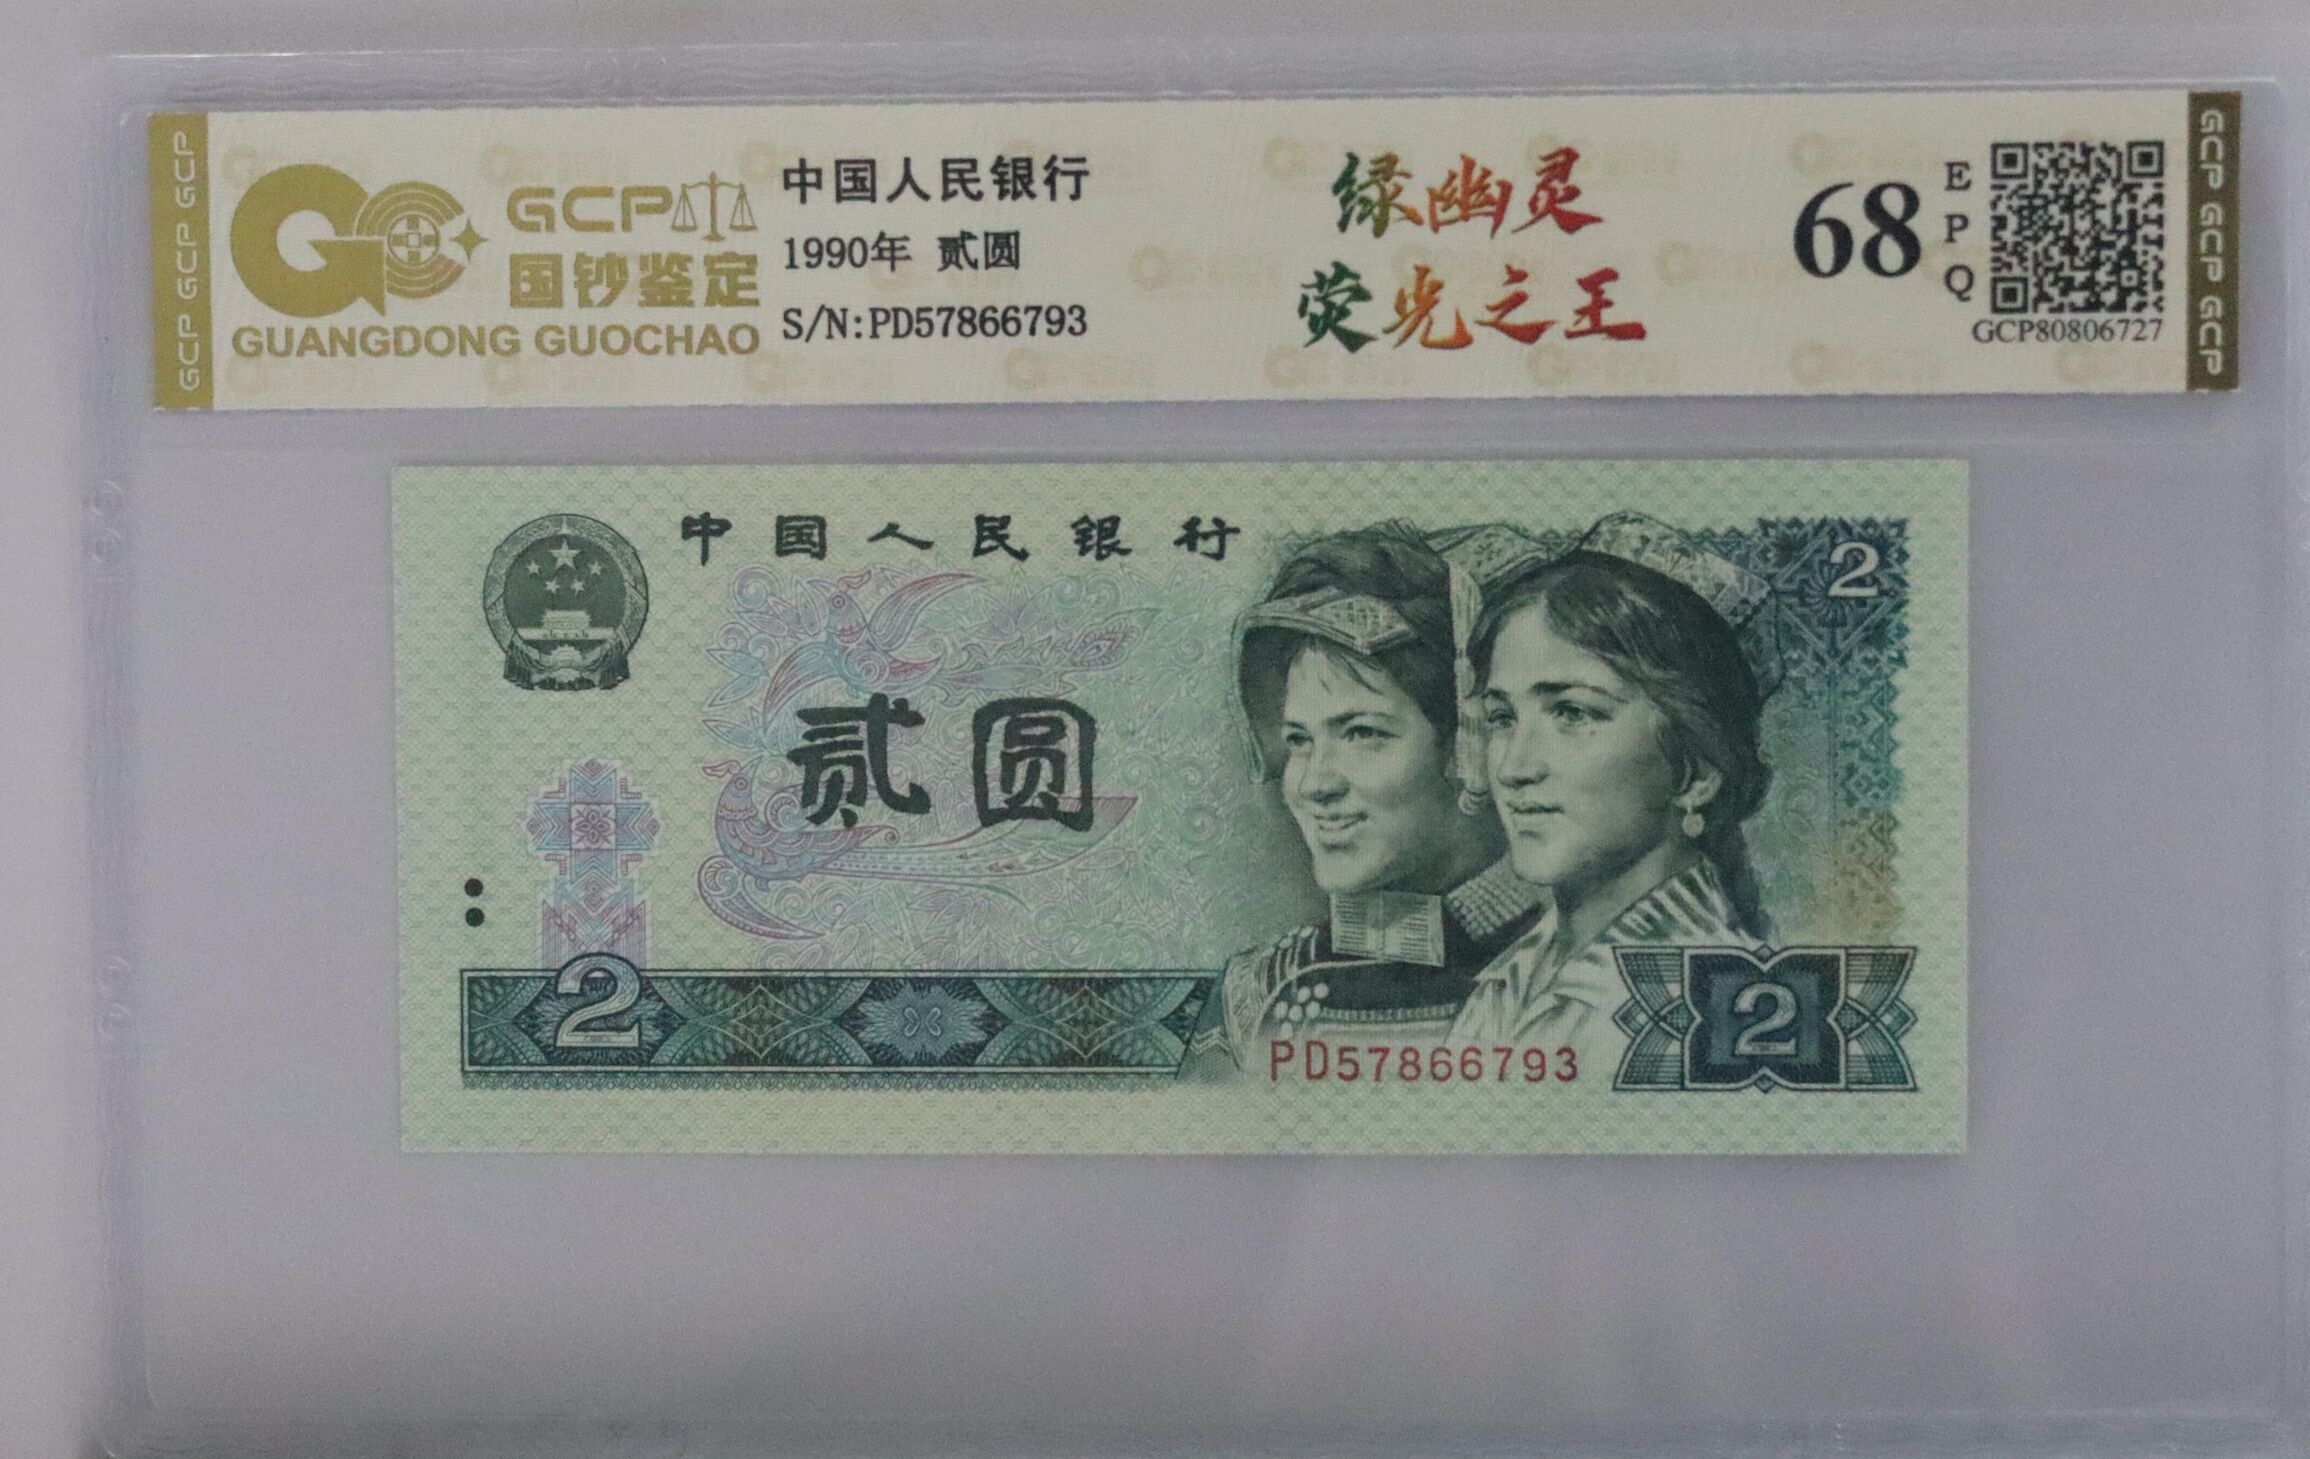 GCP GCP GCP
GCP
国钞鉴定
GUANGDONG GUOCHAO
中国人民银行
1990年 贰圆
S/N:PD57866793
绿幽灵
荧光之王
68
E
P
Q
GCP80806727
GCP GCP GCP
中国人民银行
2
贰圆
2
PD57866793
2